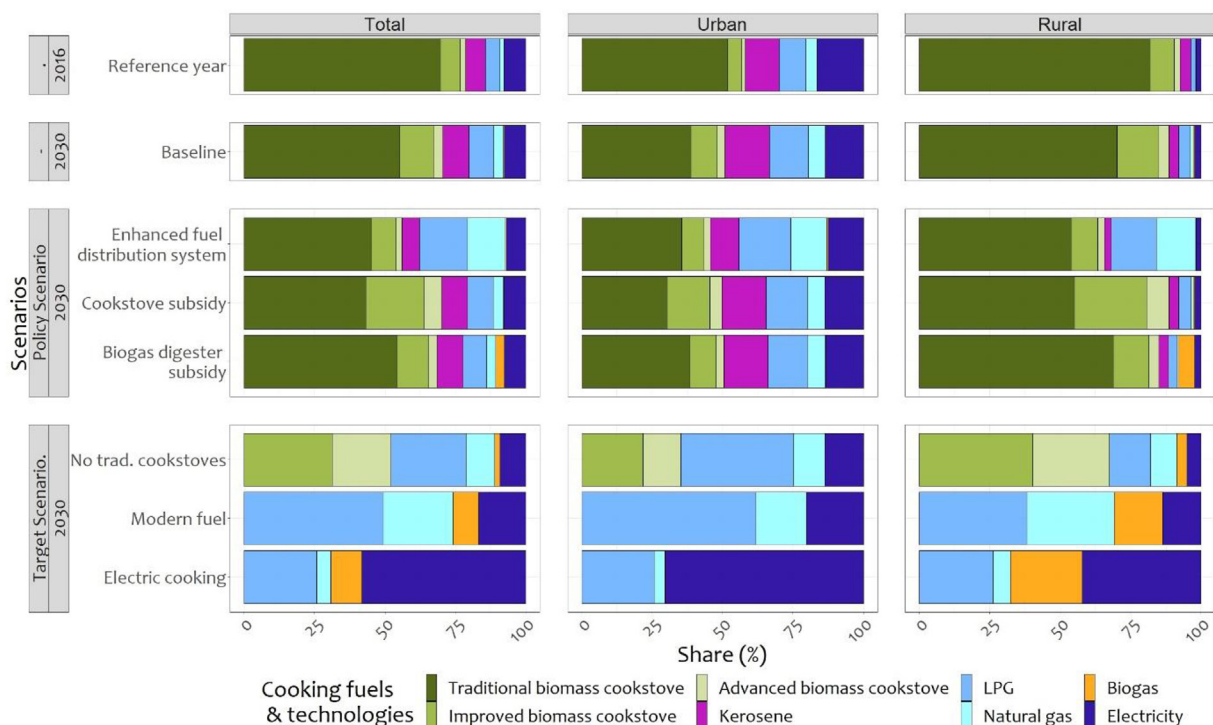 Total
Urban
Rural
Scenarios
-
2016
Reference year
-
2030
Baseline
Policy Scenario
2030
Enhanced fuel
distribution system
Cookstove subsidy
Biogas digester
subsidy
Target Scenario.
2030
No trad. cookstoves
Modern fuel
Electric cooking
0 25 50 75 100
0 25 50 75 100
0 25 50 75 100
Share (%)
Cooking fuels
& technologies
Traditional biomass cookstove
Improved biomass cookstove
Advanced biomass cookstove
Kerosene
LPG
Natural gas
Biogas
Electricity